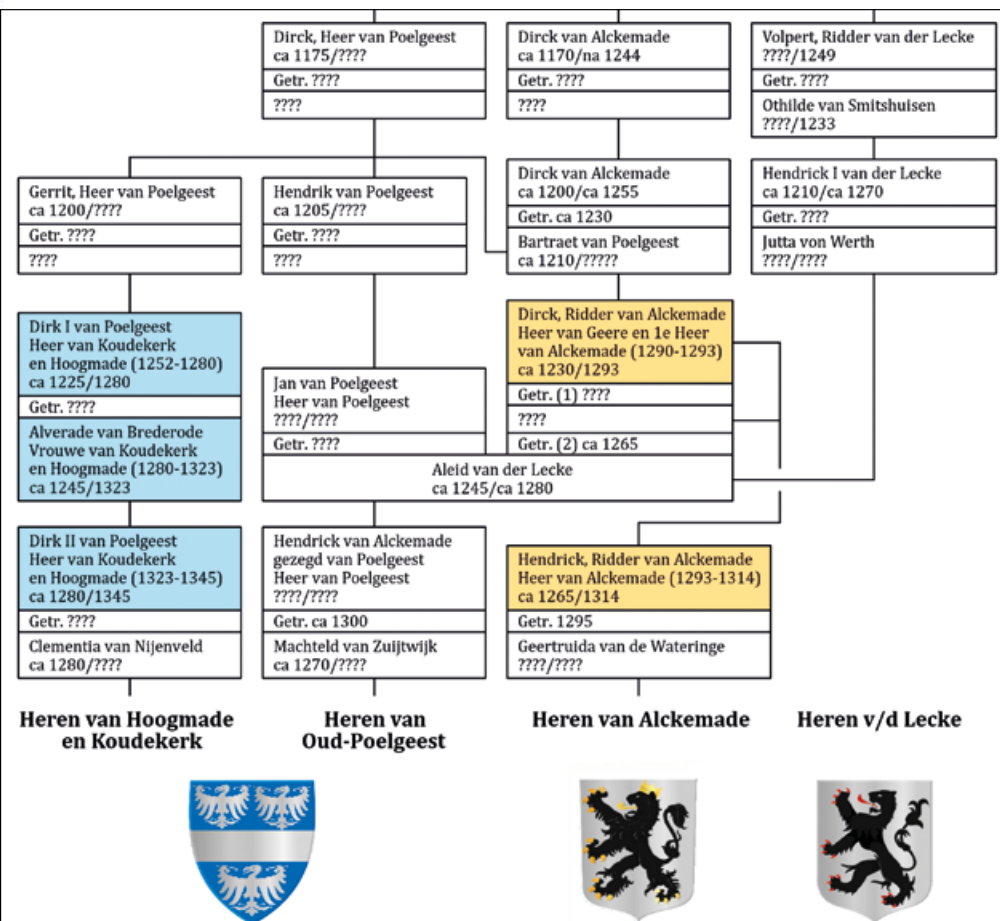 Dirck, Heer van Poelgeest
ca 1175/????
Getr. ????
????
Dirck van Alckemade
ca 1170/na 1244
Getr. ????
????
Volpert, Ridder van der Lecke
????/1249
Getr. ????
Othilde van Smitshuisen
????/1233
Gerrit, Heer van Poelgeest
ca 1200/????
Getr. ????
????
Hendrik van Poelgeest
ca 1205/????
Getr. ????
????
Dirck van Alckemade
ca 1200/ca 1255
Getr. ca 1230
Bartraet van Poelgeest
ca 1210/?????
Hendrick I van der Lecke
ca 1210/ca 1270
Getr. ????
Jutta von Werth
????/????
Dirk I van Poelgeest
Heer van Koudekerk
en Hoogmade (1252-1280)
ca 1225/1280
Getr. ????
Alverade van Brederode
Vrouwe van Koudekerk
en Hoogmade (1280-1323)
ca 1245/1323
Jan van Poelgeest
Heer van Poelgeest
????/????
Getr. ????
Dirck, Ridder van Alckemade
Heer van Geere en 1e Heer
van Alckemade (1290-1293)
ca 1230/1293
Getr. (1) ????
????
Getr. (2) ca 1265
Aleid van der Lecke
ca 1245/ca 1280
Dirk II van Poelgeest
Heer van Koudekerk
en Hoogmade (1323-1345)
ca 1280/1345
Getr. ????
Clementia van Nijenveld
ca 1280/????
Hendrick van Alckemade
gezegd van Poelgeest
Heer van Poelgeest
????/????
Getr. ca 1300
Machteld van Zuijtwijk
ca 1270/????
Hendrick, Ridder van Alckemade
Heer van Alckemade (1293-1314)
ca 1265/1314
Getr. 1295
Geertruida van de Wateringe
????/????
Heren van Hoogmade
en Koudekerk
Heren van
Oud-Poelgeest
Heren van Alckemade
Heren v/d Lecke